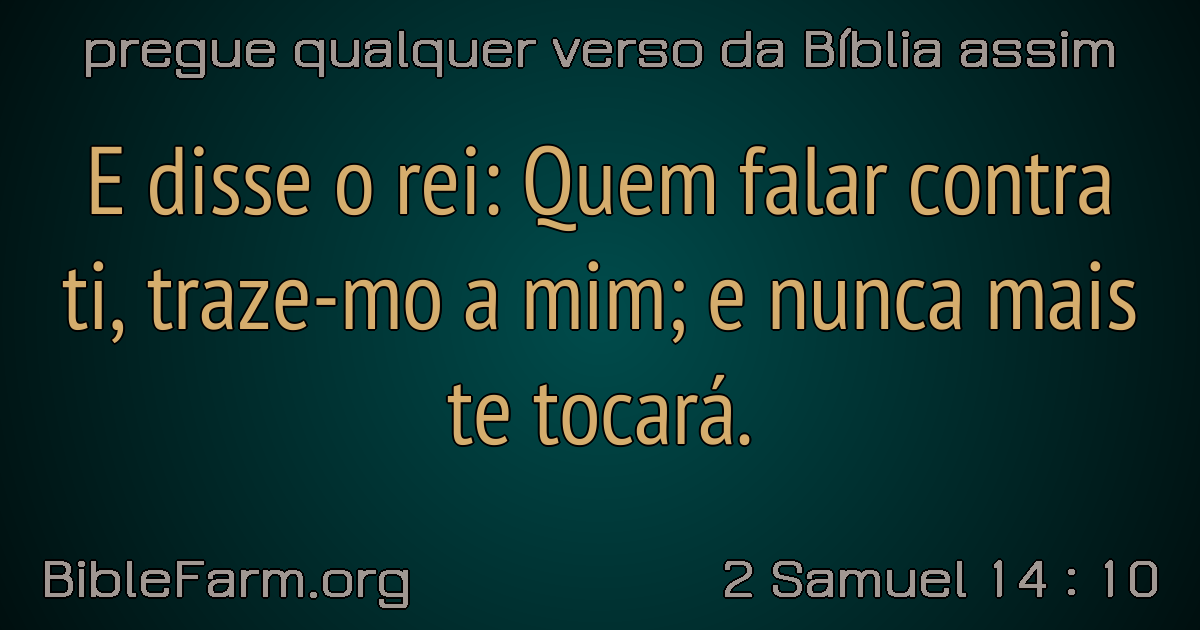 pregue qualquer verso da Bíblia assim
E disse o rei: Quem falar contra
ti, traze-mo a mim; e nunca mais
te tocará.
BibleFarm.org
2 Samuel 14 : 10